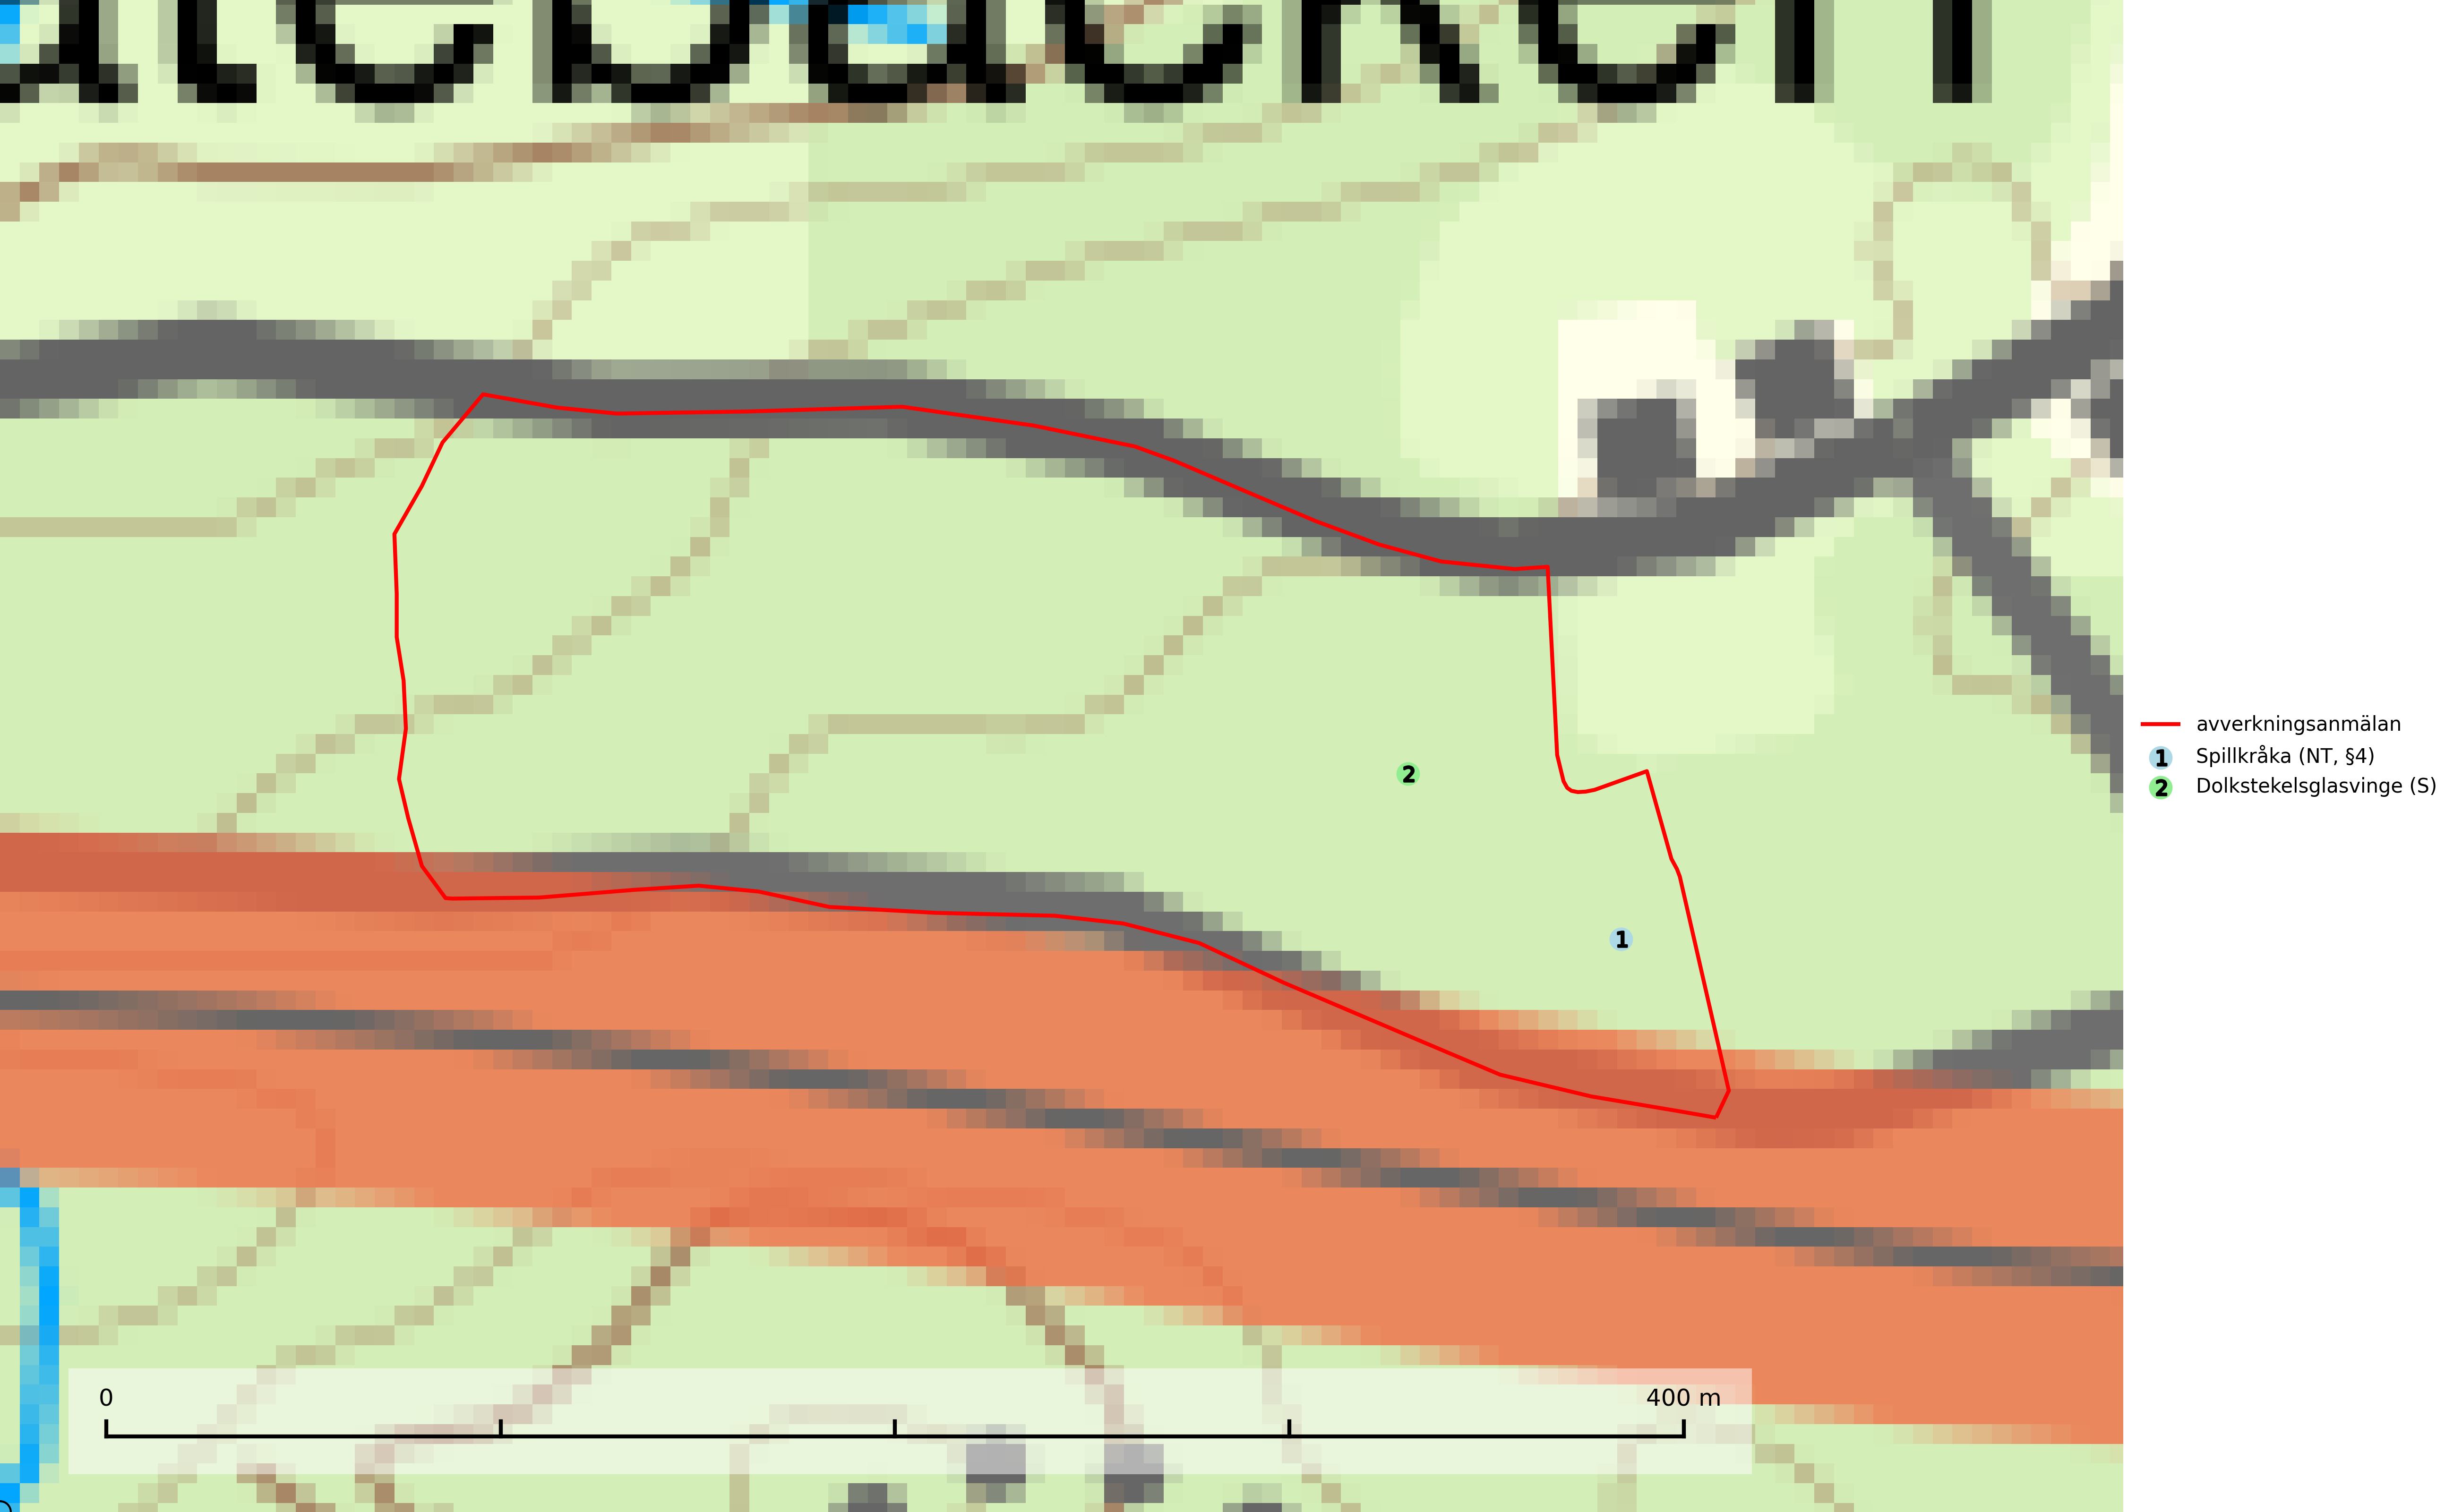 avverkningsanmälan
1 Spillkråka (NT, §4)
2 Dolkstekelsglasvinge (S)
2
1
0 400 m